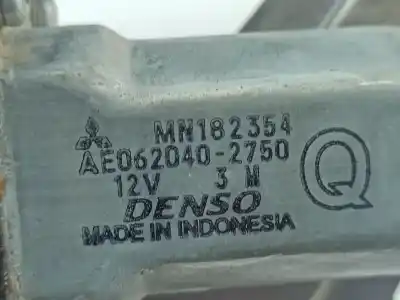 MN182354
AE062040-2750
12V 3 M
DENSO
MADE IN INDONESIA
Q